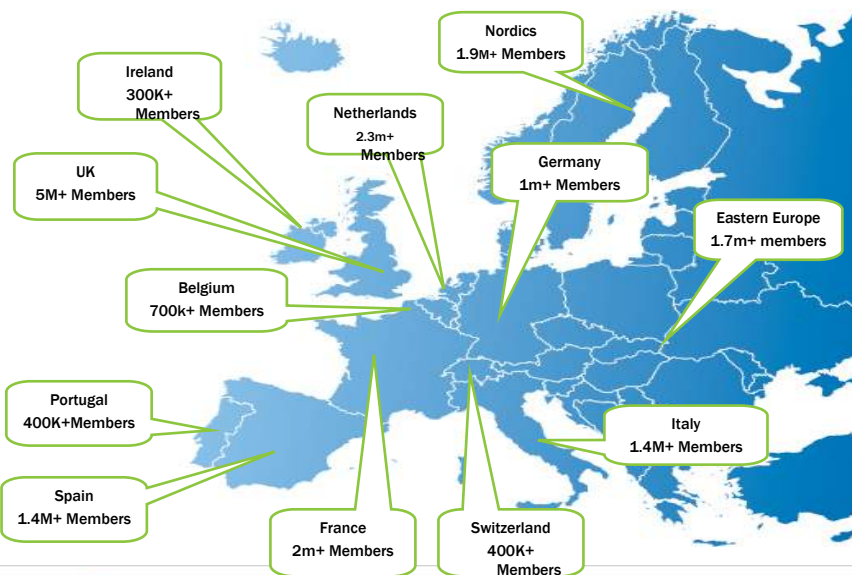 Nordics
1.9M+ Members
Ireland
300K+
Members
Netherlands
2.3m+
Members
UK
5M+ Members
Germany
1m+ Members
Eastern Europe
1.7m+ members
Belgium
700k+ Members
Portugal
400K+Members
Italy
1.4M+ Members
Spain
1.4M+ Members
France
2m+ Members
Switzerland
400K+
Members